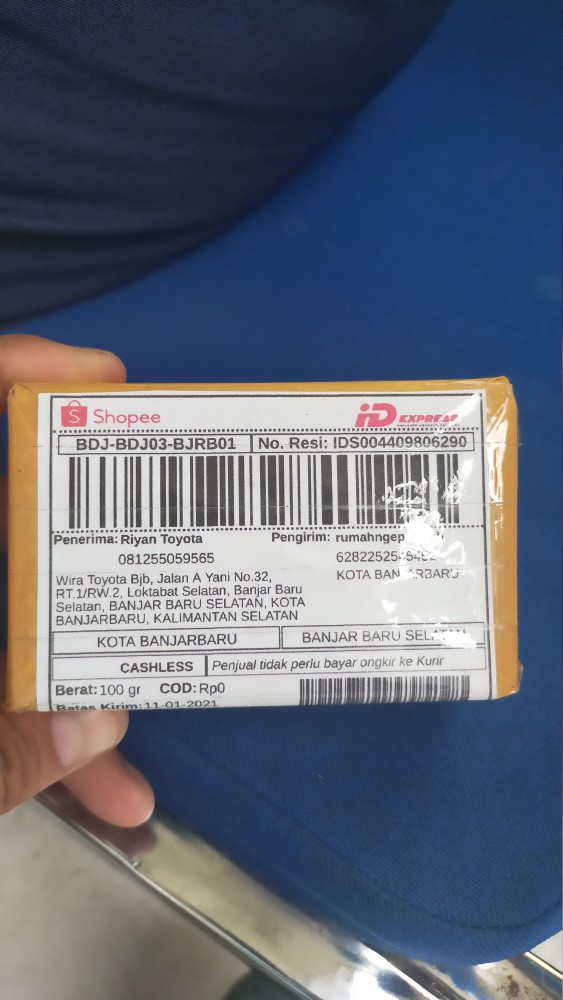 Shopee
iD EXPRESS
BDJ-BDJ03-BJRB01
No. Resi: IDS004409806290
Penerima: Riyan Toyota
081255059565
Wira Toyota Bjb, Jalan A Yani No.32,
RT.1/RW.2, Loktabat Selatan, Banjar Baru
Selatan, BANJAR BARU SELATAN, KOTA
BANJARBARU, KALIMANTAN SELATAN
Pengirim: rumahngep
KOTA BANJARBARU
KOTA BANJARBARU
BANJAR BARU SELATAN
CASHLESS
Penjual tidak perlu bayar ongkir ke Kurir
Berat: 100 gr COD: Rp0
Batas Kirim: 11-01-2021